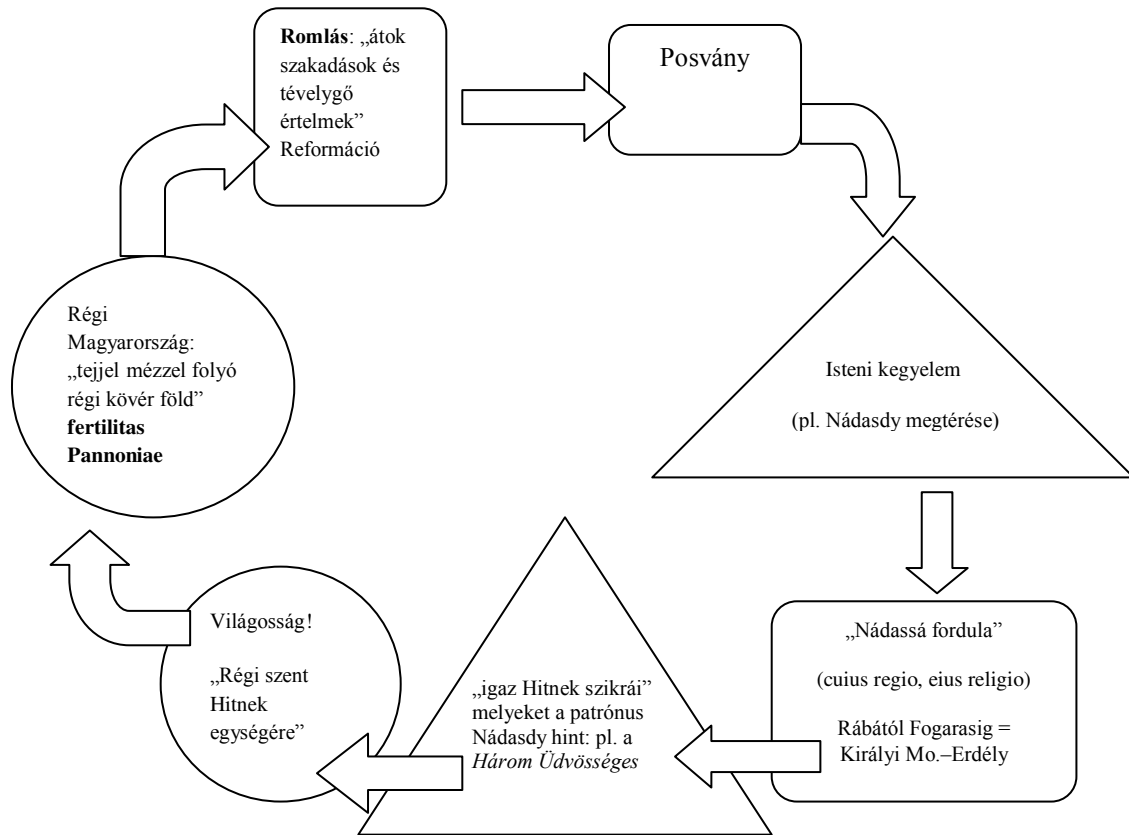 Romlás: „átok
szakadások és
tévelygő
értelmek”
Reformáció
Posvány
Isteni kegyelem
(pl. Nádasdy megtérése)
„Nádassá fordula”
(cuius regio, eius religio)
Rábától Fogarasig =
Királyi Mo.–Erdély
„igaz Hitnek szikrái”
melyeket a patrónus
Nádasdy hint: pl. a
Három Üdvösséges
Világosság!
„Régi szent
Hitnek
egységére”
Régi
Magyarország:
„tejjel mézzel folyó
régi kövér föld”
fertilitas
Pannoniae